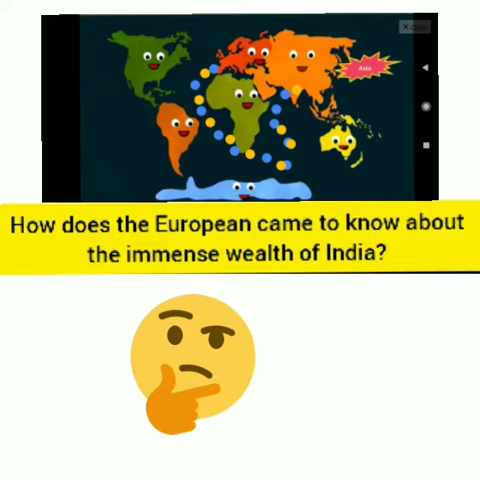 Asia
How does the European came to know about
the immense wealth of India?